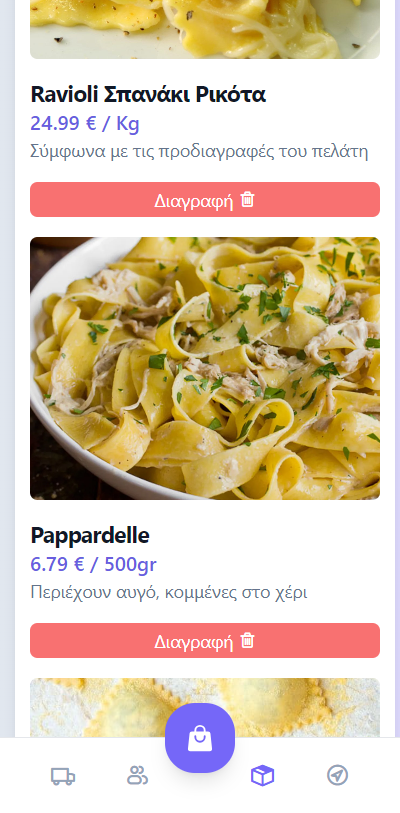 Ravioli Σπανάκι Ρικότα
24.99 € / Kg
Σύμφωνα με τις προδιαγραφές του πελάτη
Διαγραφή
Pappardelle
6.79 € / 500gr
Περιέχουν αυγό, κομμένες στο χέρι
Διαγραφή